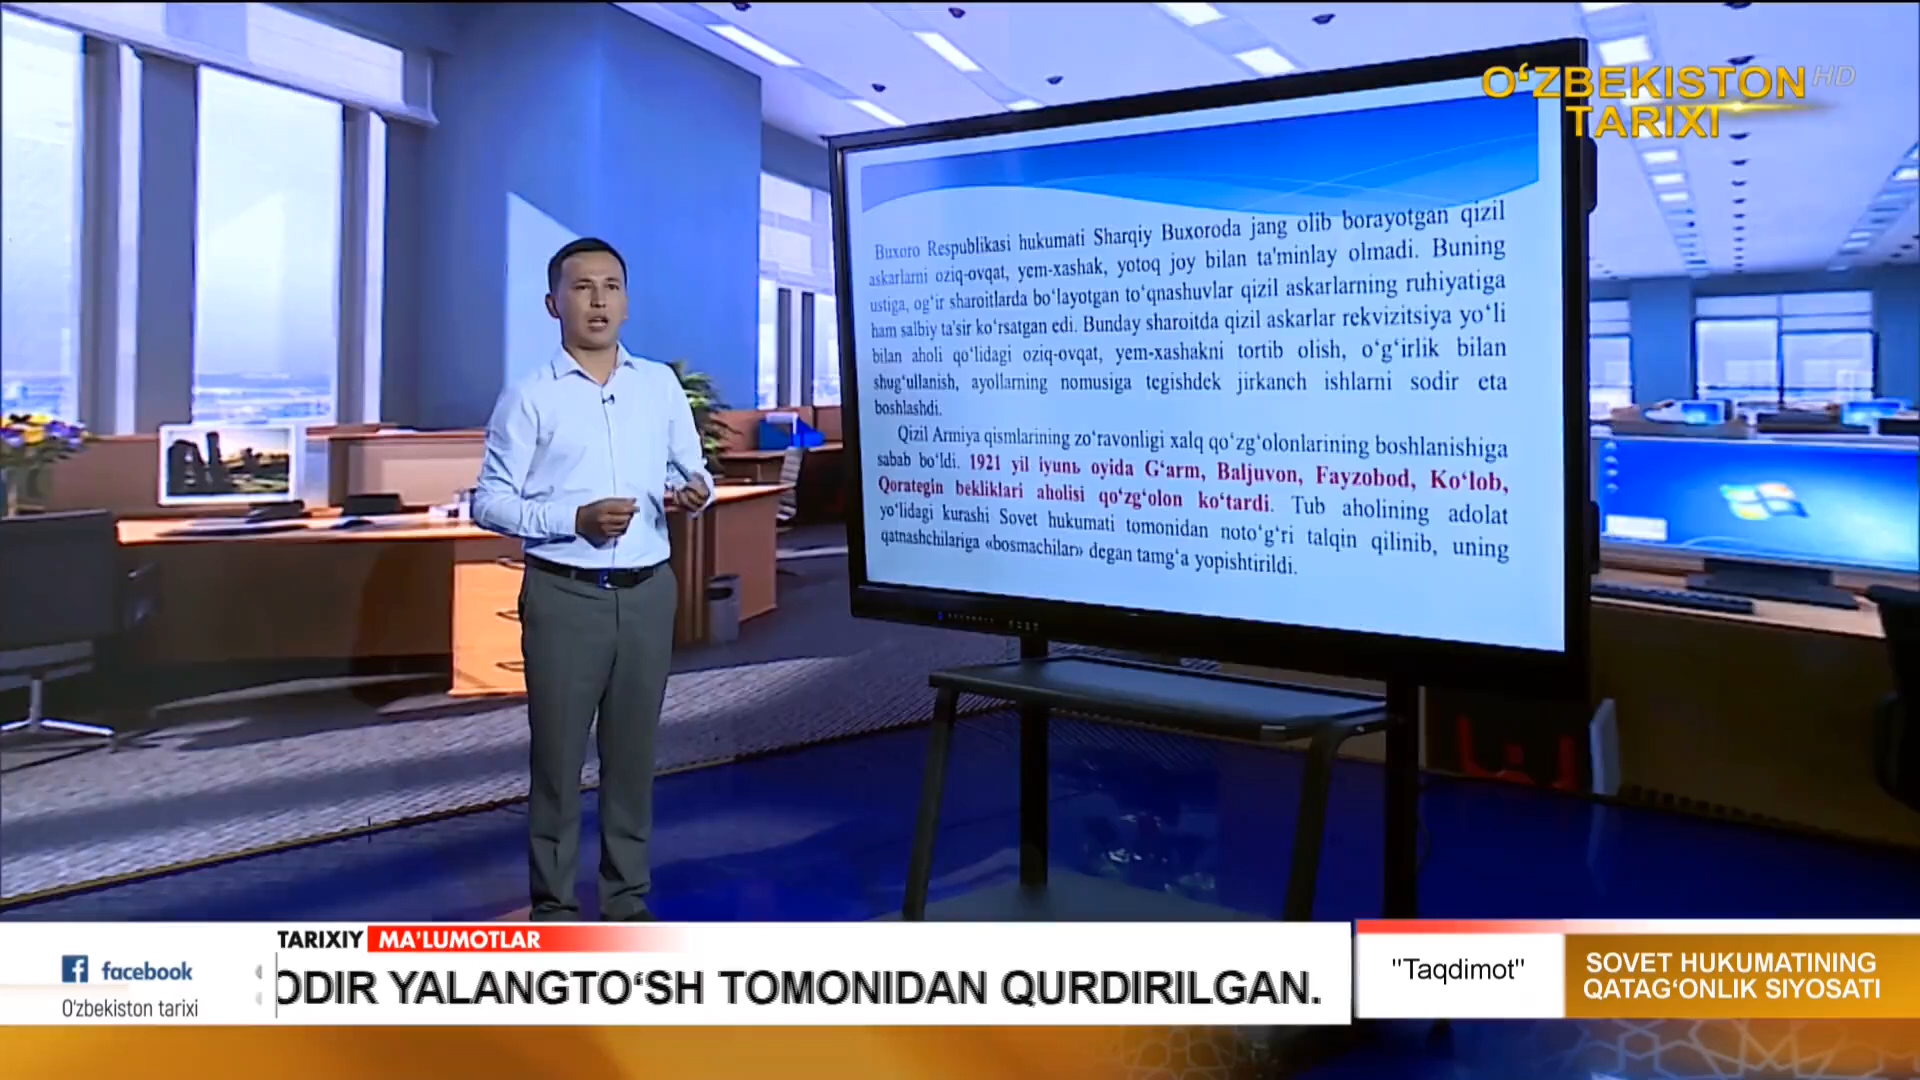 O‘ZBEKISTON HD
TARIXI
Buxoro Respublikasi hukumati Sharqiy Buxoroda jang olib borayotgan qizil
askarlarni oziq-ovqat, yem-xashak, yotoq joy bilan ta'minlay olmadi. Buning
ustiga, og‘ir sharoitlarda bo‘layotgan to‘qnashuvlar qizil askarlarning ruhiyatiga
ham salbiy ta'sir ko‘rsatgan edi. Bunday sharoitda qizil askarlar rekvizitsiya yo‘li
bilan aholi qo‘lidagi oziq-ovqat, yem-xashakni tortib olish, o‘g‘irlik bilan
shug‘ullanish, ayollarning nomusiga tegishdek jirkanch ishlarni sodir eta
boshlashdi.
Qizil Armiya qismlarining zo‘ravonligi xalq qo‘zg‘olonlarining boshlanishiga
sabab bo‘ldi. 1921 yil iyunь oyida G‘arm, Baljuvon, Fayzobod, Ko‘lob,
Qorategin bekliklari aholisi qo‘zg‘olon ko‘tardi. Tub aholining adolat
yo‘lidagi kurashi Sovet hukumati tomonidan noto‘g‘ri talqin qilinib, uning
qatnashchilariga «bosmachilar» degan tamg‘a yopishtirildi.
TARIXIY MA’LUMOTLAR
facebook
O‘zbekiston tarixi
ODIR YALANGTO‘SH TOMONIDAN QURDIRILGAN.
"Taqdimot"
SOVET HUKUMATINING
QATAG‘ONLIK SIYOSATI